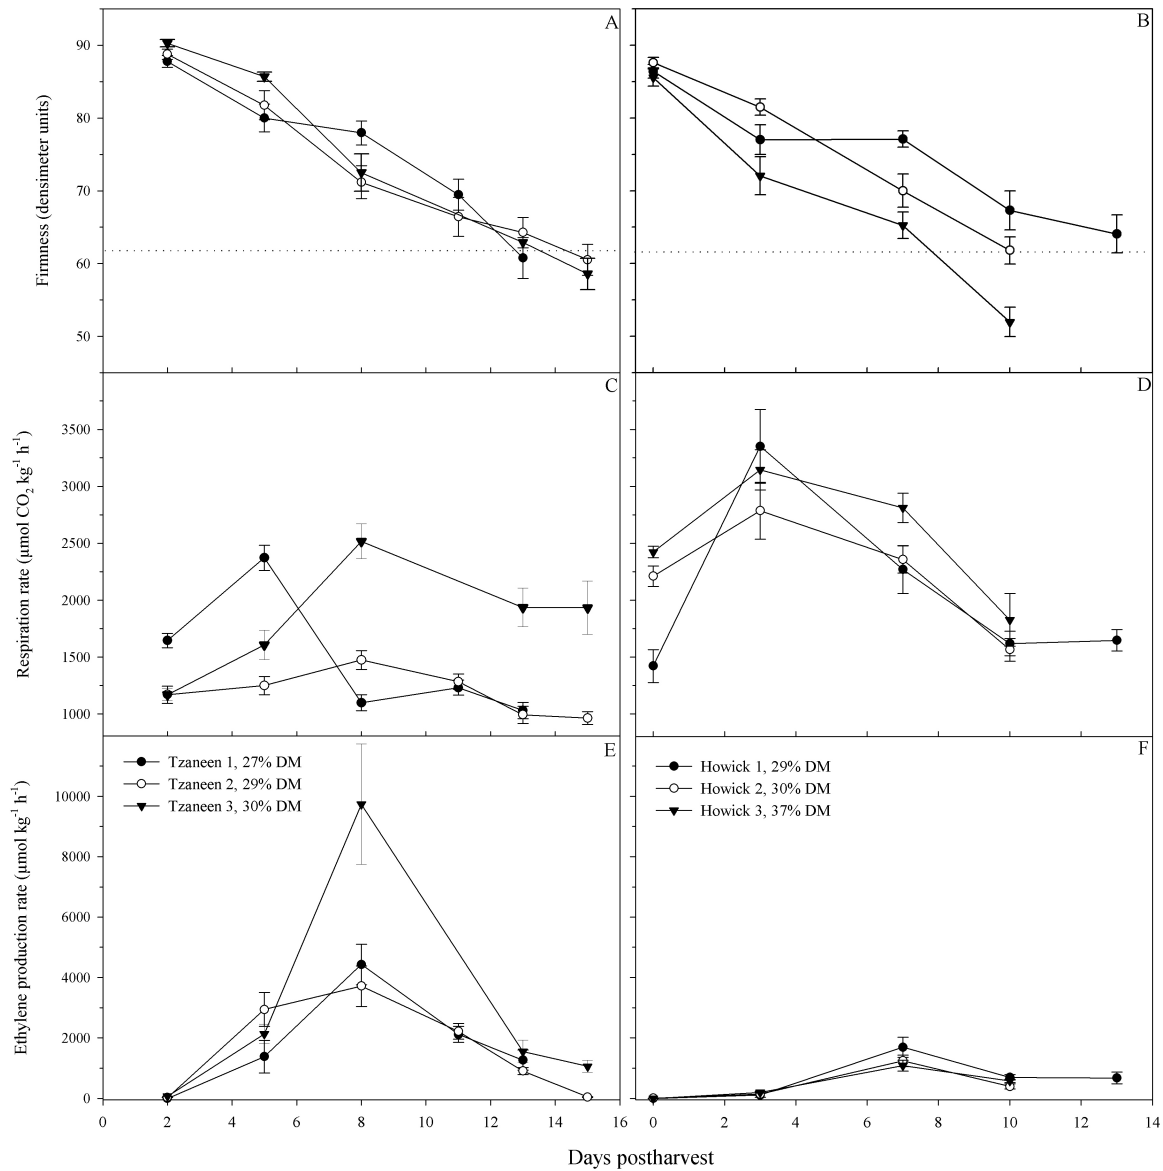 A
B
90
80
70
60
50
Firmness (densimeter units)
C
D
3500
3000
2500
2000
1500
1000
Respiration rate (µmol CO₂ kg⁻¹ h⁻¹)
E
Tzaneen 1, 27% DM
Tzaneen 2, 29% DM
Tzaneen 3, 30% DM
F
Howick 1, 29% DM
Howick 2, 30% DM
Howick 3, 37% DM
10000
8000
6000
4000
2000
0
Ethylene production rate (µmol kg⁻¹ h⁻¹)
0 2 4 6 8 10 12 14 16
0 2 4 6 8 10 12 14
Days postharvest